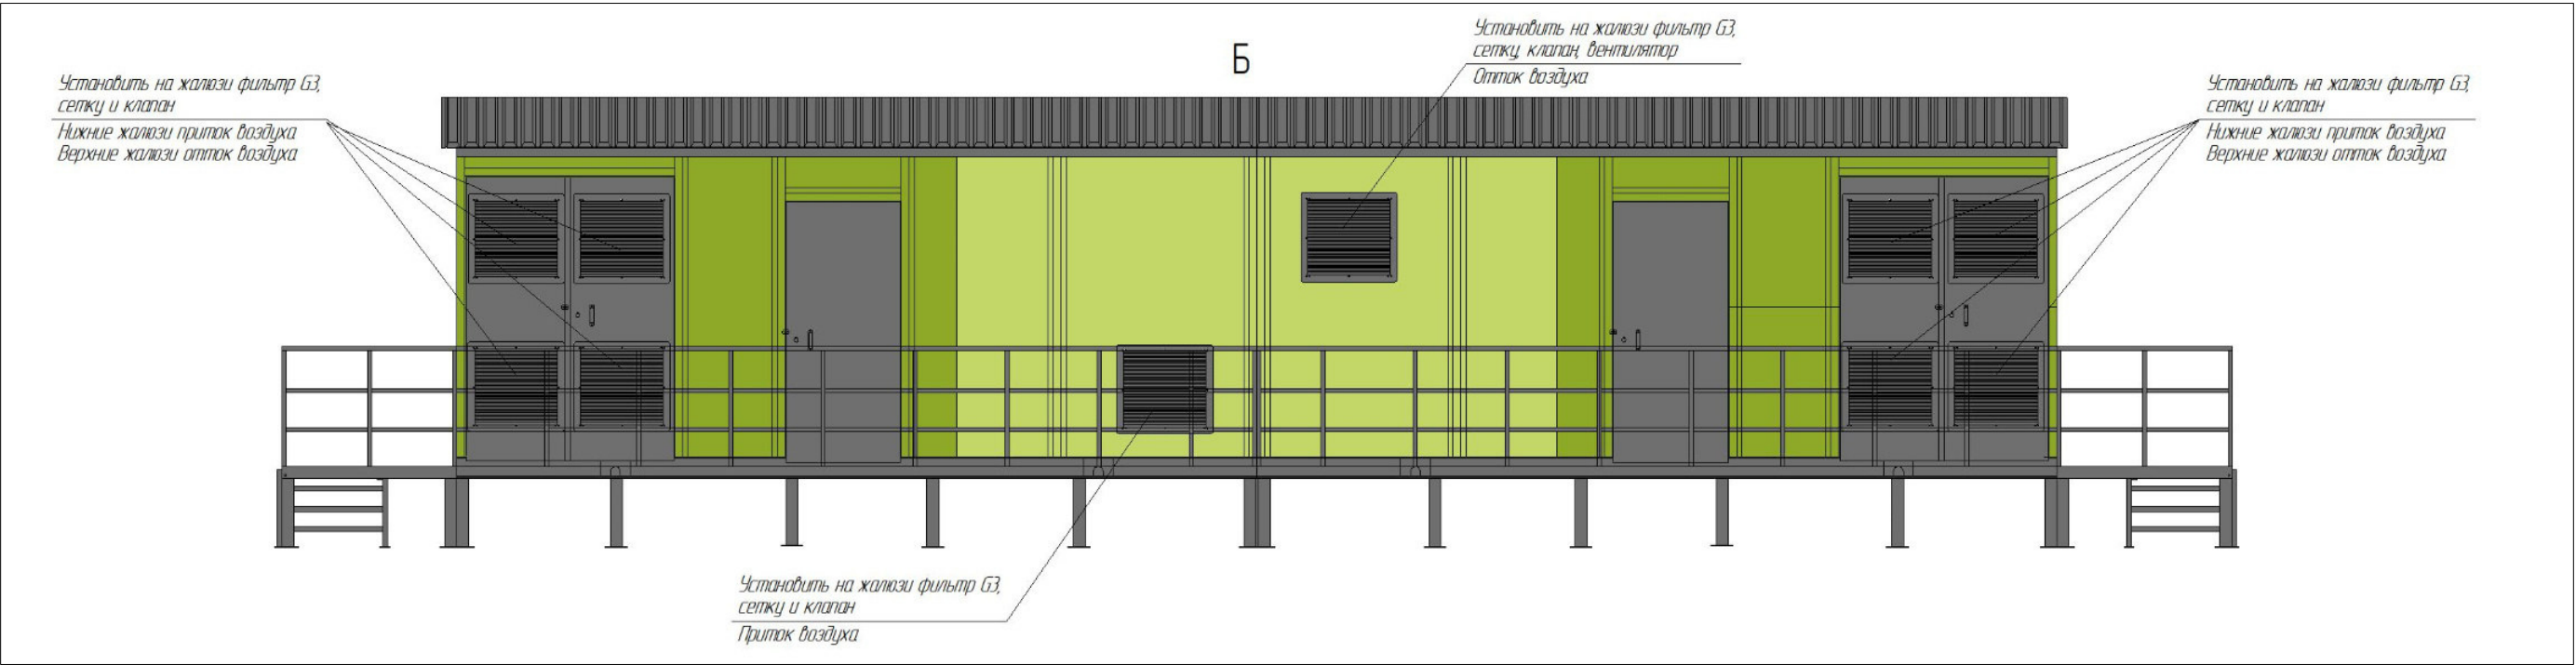 Б
Установить на жалюзи фильтр G3,
сетку и клапан
Нижние жалюзи приток воздуха
Верхние жалюзи отток воздуха
Установить на жалюзи фильтр G3,
сетку, клапан, вентилятор
Отток воздуха
Установить на жалюзи фильтр G3,
сетку и клапан
Нижние жалюзи приток воздуха
Верхние жалюзи отток воздуха
Установить на жалюзи фильтр G3,
сетку и клапан
Приток воздуха